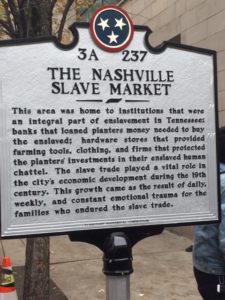 3A 237
THE NASHVILLE
SLAVE MARKET
This area was home to institutions that were
an integral part of enslavement in Tennessee:
banks that loaned planters money needed to buy
the enslaved; hardware stores that provided
farming tools, clothing, and firms that protected
the planters' investments in their enslaved human
chattel. The slave trade played a vital role in
the city's economic development during the 19th
century. This growth came as the result of daily,
weekly, and constant emotional trauma for the
families who endured the slave trade.